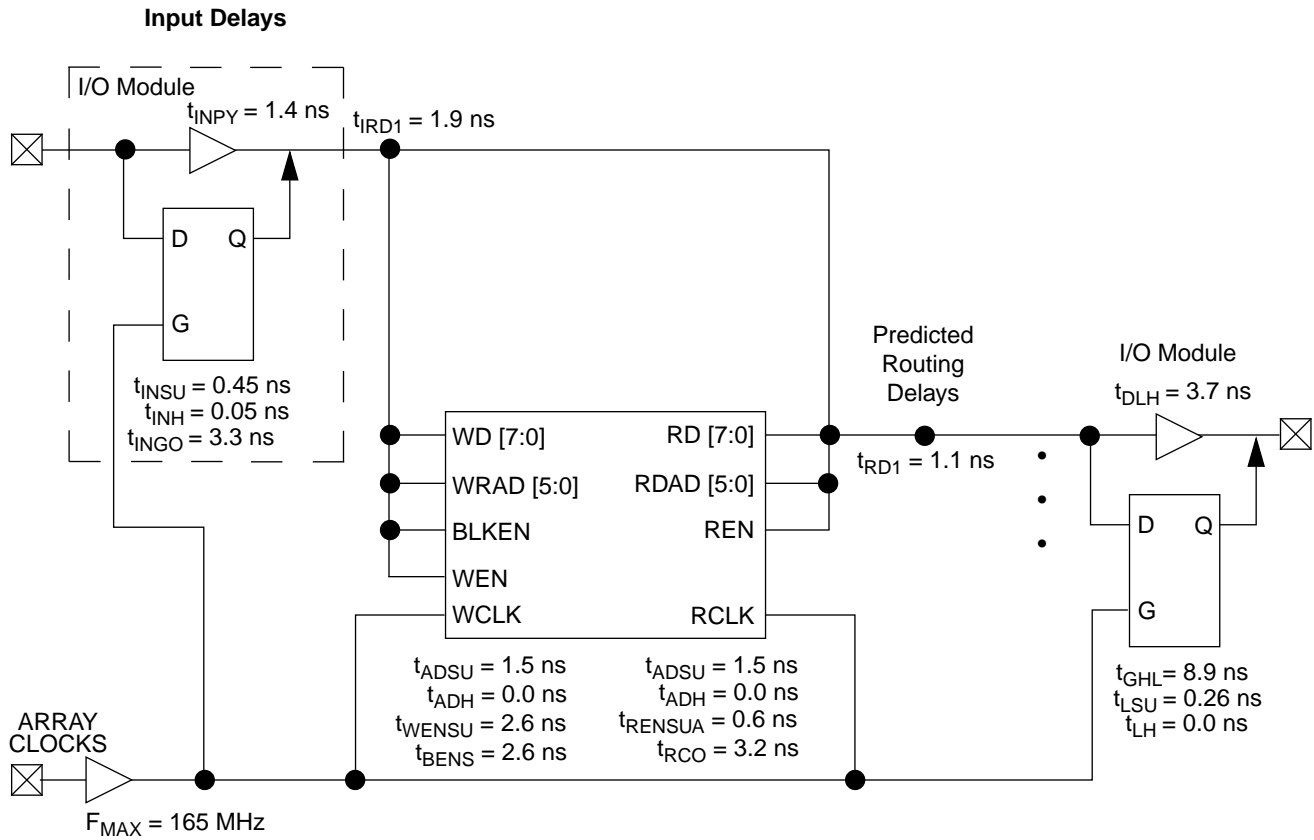 Input Delays
I/O Module
tINPY = 1.4 ns
tIRD1 = 1.9 ns
D Q
G
tINSU = 0.45 ns
tINH = 0.05 ns
tINGO = 3.3 ns
Predicted
Routing
Delays
I/O Module
tDLH = 3.7 ns
WD [7:0] RD [7:0]
tRD1 = 1.1 ns
WRAD [5:0] RDAD [5:0]
BLKEN REN
WEN
WCLK RCLK
D Q
G
tADSU = 1.5 ns
tADH = 0.0 ns
tWENSU = 2.6 ns
tBENS = 2.6 ns
tADSU = 1.5 ns
tADH = 0.0 ns
tRENSUA = 0.6 ns
tRCO = 3.2 ns
tGHL= 8.9 ns
tLSU = 0.26 ns
tLH = 0.0 ns
ARRAY
CLOCKS
FMAX = 165 MHz